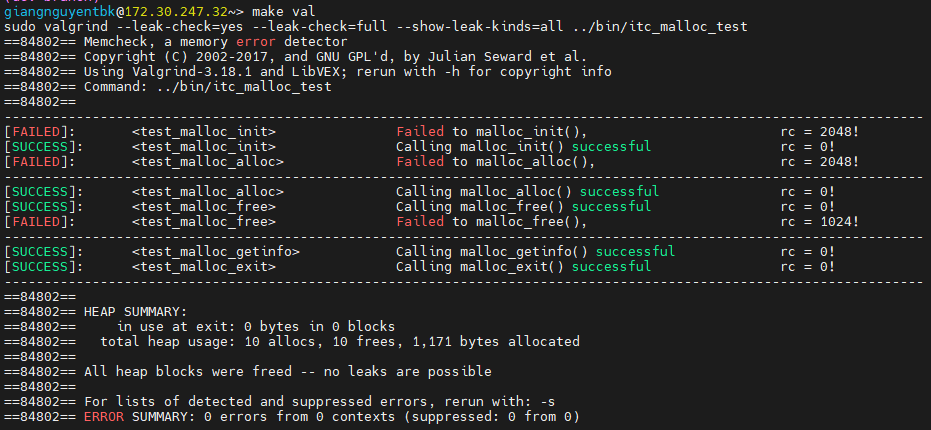 giangnguyentbk@172.30.247.32~> make val
sudo valgrind --leak-check=yes --leak-check=full --show-leak-kinds=all ../bin/itc_malloc_test
==84802== Memcheck, a memory error detector
==84802== Copyright (C) 2002-2017, and GNU GPL'd, by Julian Seward et al.
==84802== Using Valgrind-3.18.1 and LibVEX; rerun with -h for copyright info
==84802== Command: ../bin/itc_malloc_test
==84802==
[FAILED]: <test_malloc_init> Failed to malloc_init(), rc = 2048!
[SUCCESS]: <test_malloc_init> Calling malloc_init() successful rc = 0!
[FAILED]: <test_malloc_alloc> Failed to malloc_alloc(), rc = 2048!
[SUCCESS]: <test_malloc_alloc> Calling malloc_alloc() successful rc = 0!
[SUCCESS]: <test_malloc_free> Calling malloc_free() successful rc = 0!
[FAILED]: <test_malloc_free> Failed to malloc_free(), rc = 1024!
[SUCCESS]: <test_malloc_getinfo> Calling malloc_getinfo() successful rc = 0!
[SUCCESS]: <test_malloc_exit> Calling malloc_exit() successful rc = 0!
==84802==
==84802== HEAP SUMMARY:
==84802== in use at exit: 0 bytes in 0 blocks
==84802== total heap usage: 10 allocs, 10 frees, 1,171 bytes allocated
==84802==
==84802== All heap blocks were freed -- no leaks are possible
==84802==
==84802== For lists of detected and suppressed errors, rerun with: -s
==84802== ERROR SUMMARY: 0 errors from 0 contexts (suppressed: 0 from 0)